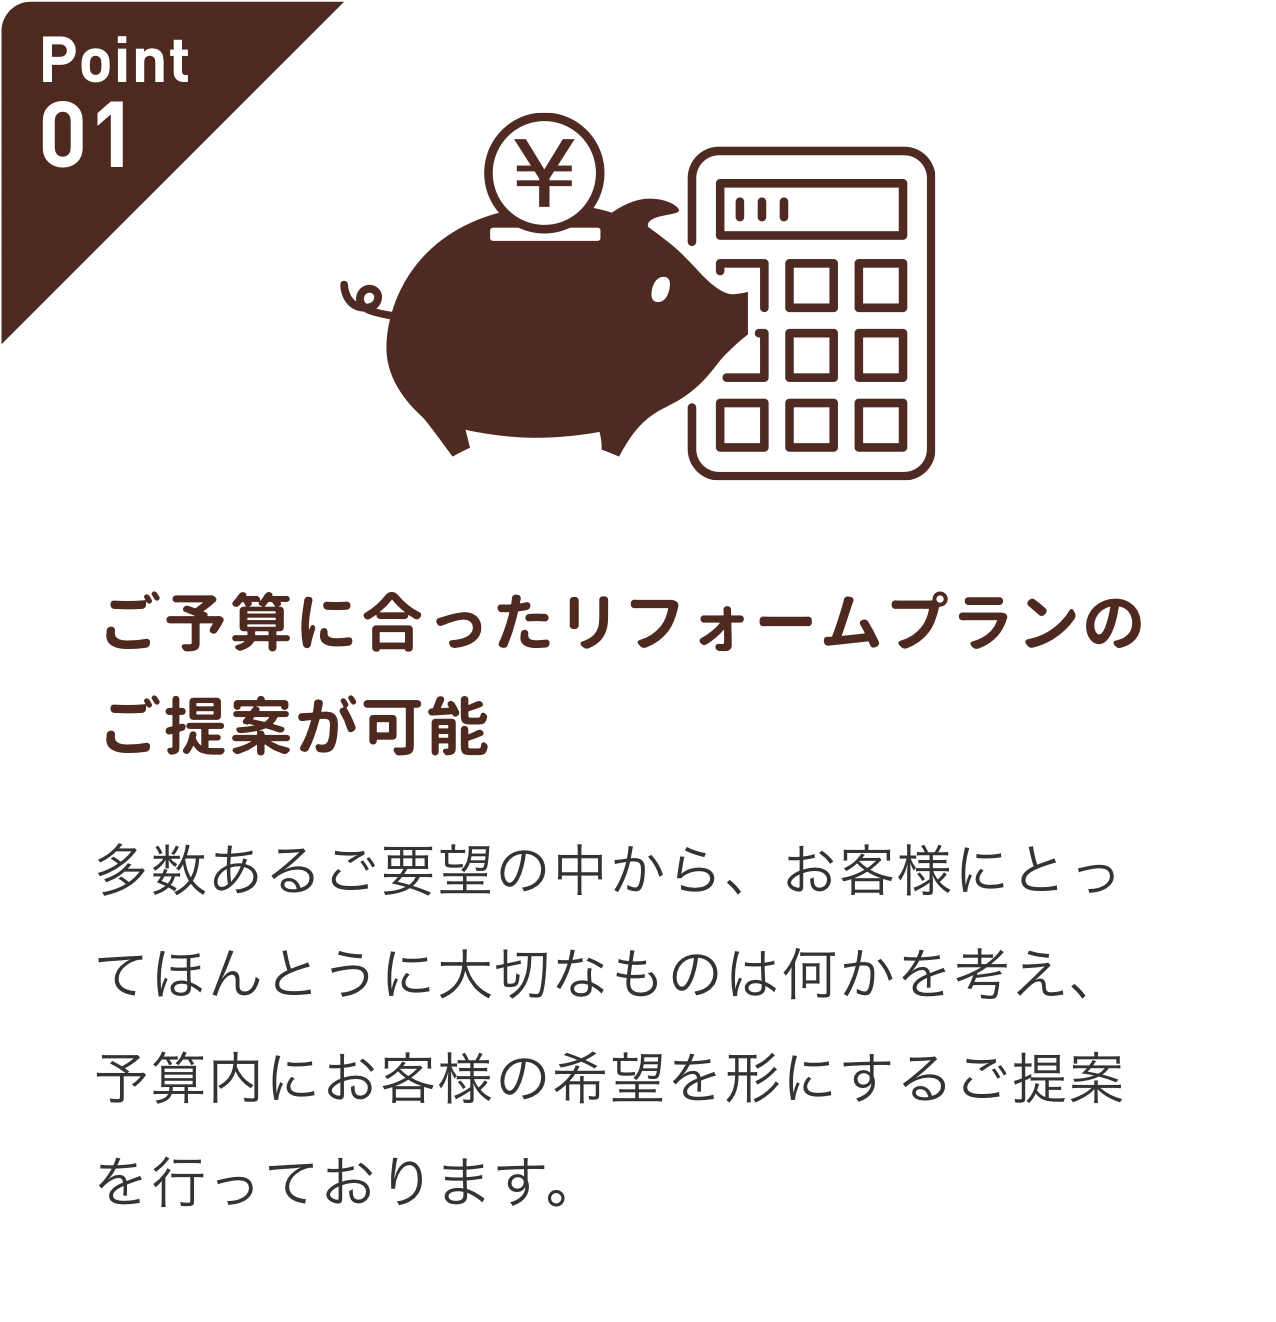 Point
01
¥
ご予算に合ったリフォームプランの
ご提案が可能
多数あるご要望の中から、お客様にとっ
てほんとうに大切なものは何かを考え、
予算内にお客様の希望を形にするご提案
を行っております。